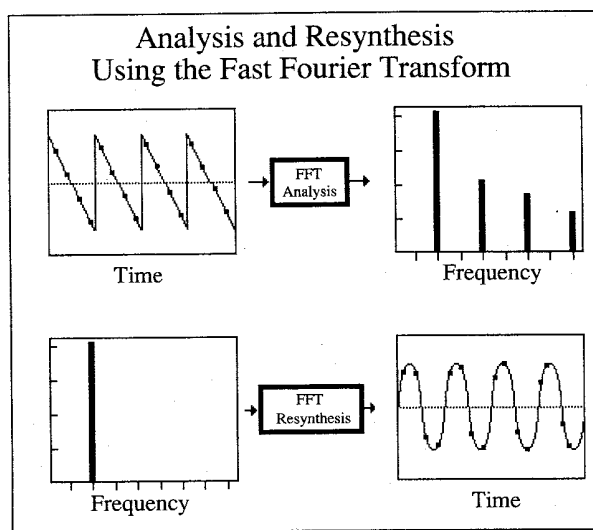 Analysis and Resynthesis
Using the Fast Fourier Transform
FFT
Analysis
Time
Frequency
FFT
Resynthesis
Frequency
Time